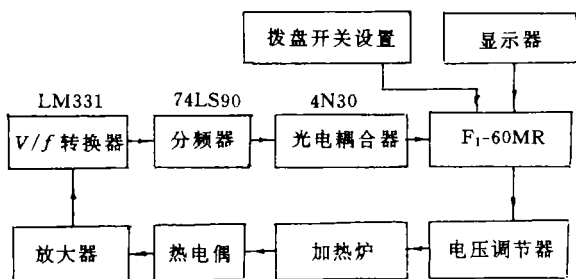 拨盘开关设置
显示器
LM331
74LS90
4N30
V/f 转换器
分频器
光电耦合器
F₁-60MR
放大器
热电偶
加热炉
电压调节器